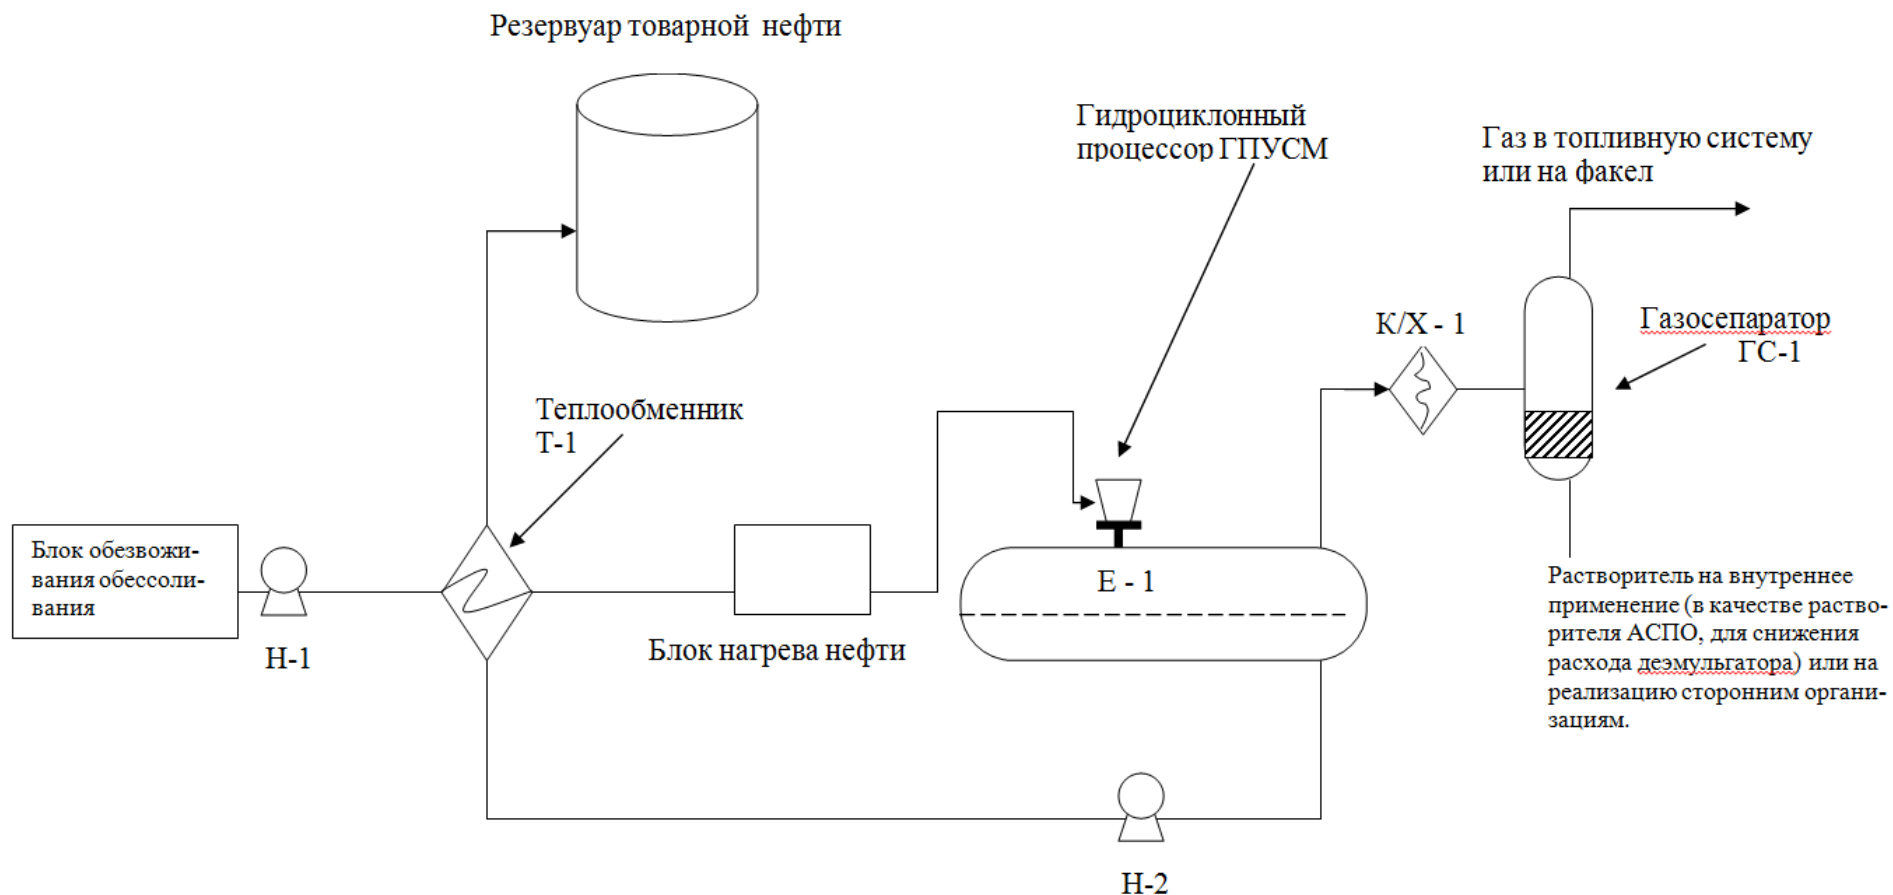 Резервуар товарной нефти
Гидроциклонный
процессор ГПУСМ
Газ в топливную систему
или на факел
К/Х - 1
Газосепаратор
ГС-1
Теплообменник
Т-1
Блок обезвожи-
вания обессоли-
вания
Н-1
Блок нагрева нефти
Е - 1
Растворитель на внутреннее
применение (в качестве раство-
рителя АСПО, для снижения
расхода деэмульгатора) или на
реализацию сторонним органи-
зациям.
Н-2